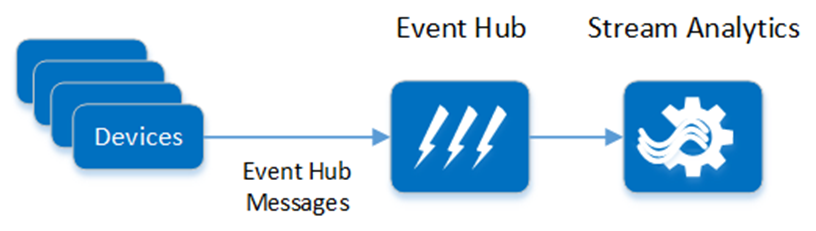 Event Hub
Stream Analytics
Devices
Event Hub
Messages